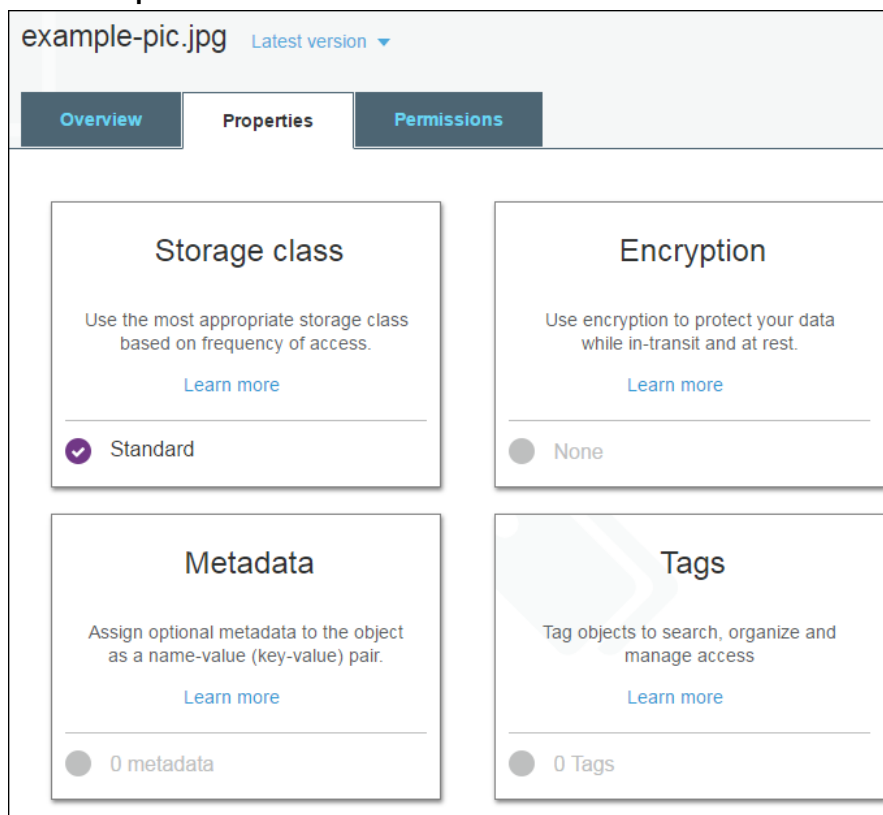 example-pic.jpg Latest version
Overview Properties Permissions
Storage class
Use the most appropriate storage class
based on frequency of access.
Learn more
Standard
Encryption
Use encryption to protect your data
while in-transit and at rest.
Learn more
None
Metadata
Assign optional metadata to the object
as a name-value (key-value) pair.
Learn more
0 metadata
Tags
Tag objects to search, organize and
manage access
Learn more
0 Tags